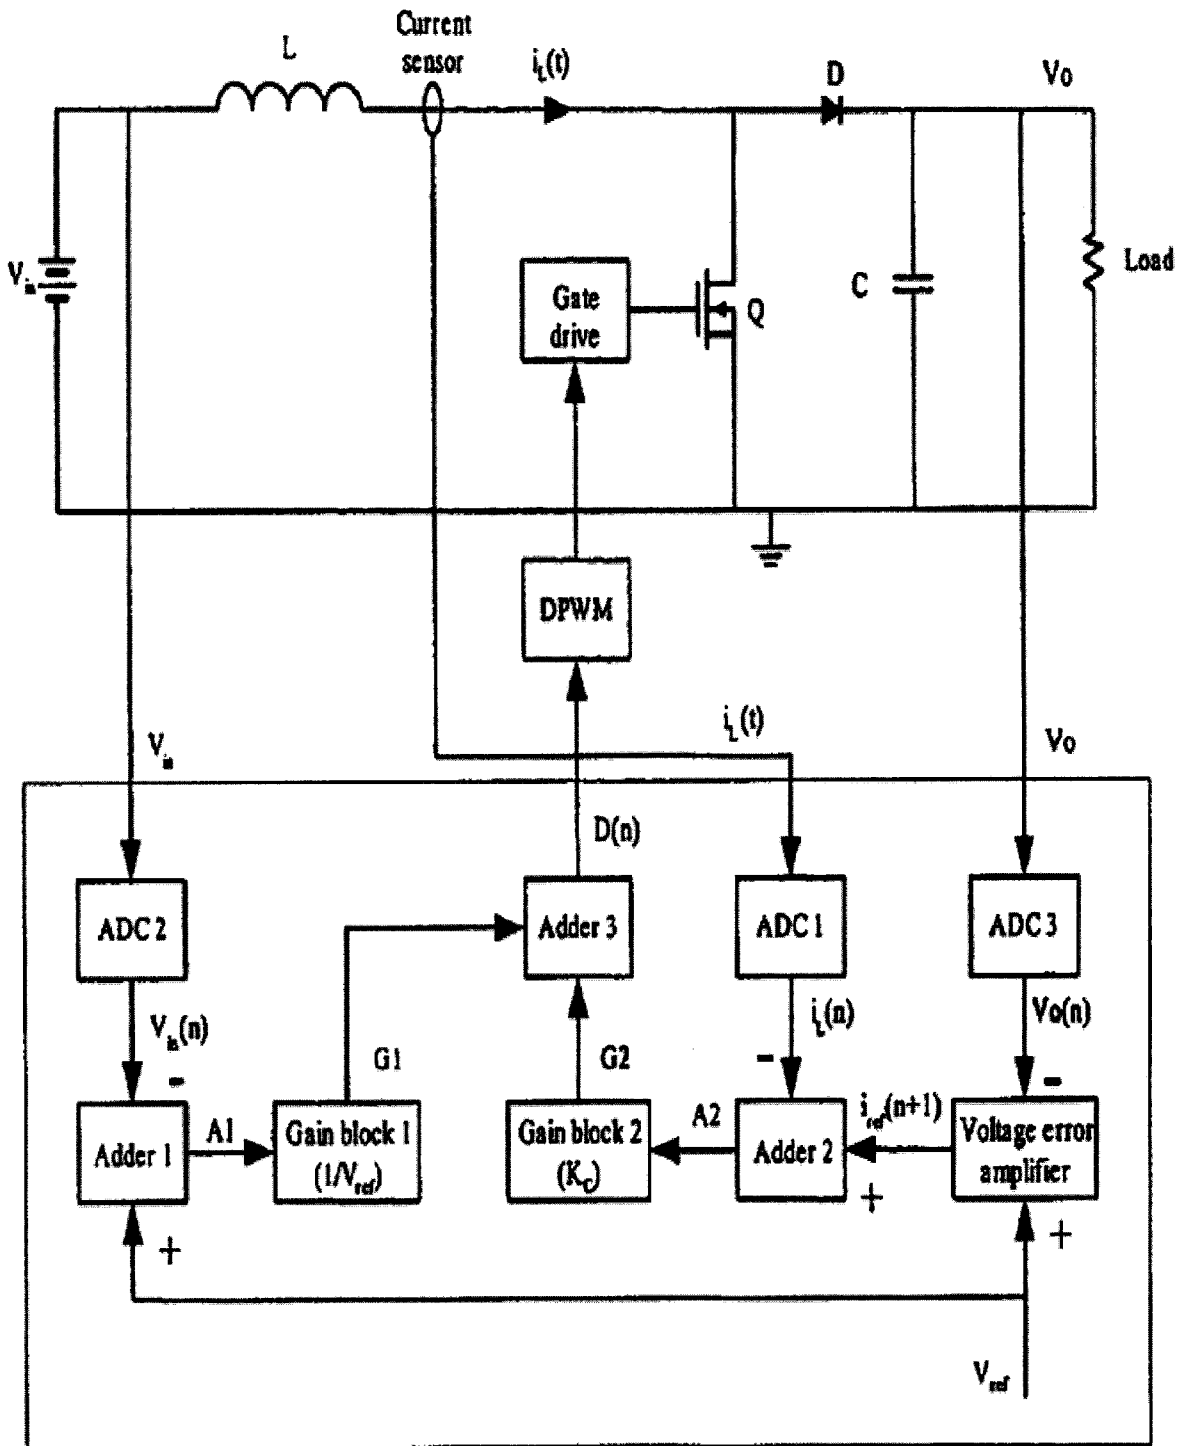 Current
sensor
L
i_L(t)
D
Vo
V_in
Gate
drive
Q
C
Load
DPWM
i_L(t)
V_in
Vo
D(n)
ADC 2
Adder 3
ADC 1
ADC 3
V_in(n)
i_L(n)
Vo(n)
G1
G2
-
-
-
A1
A2
i_ref(n+1)
Adder 1
Gain block 1
(1/V_ref)
Gain block 2
(K_C)
Adder 2
Voltage error
amplifier
+
+
+
V_ref